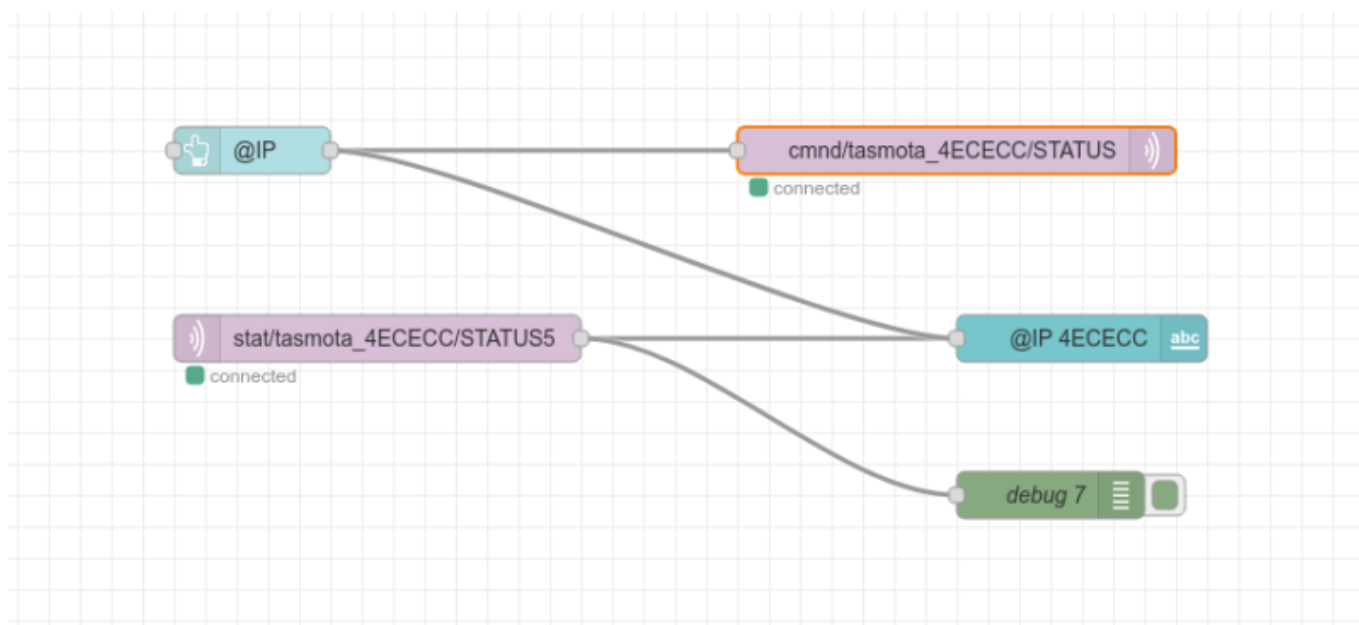 @IP
cmnd/tasmota_4ECECC/STATUS
connected
stat/tasmota_4ECECC/STATUS5
connected
@IP 4ECECC
abc
debug 7